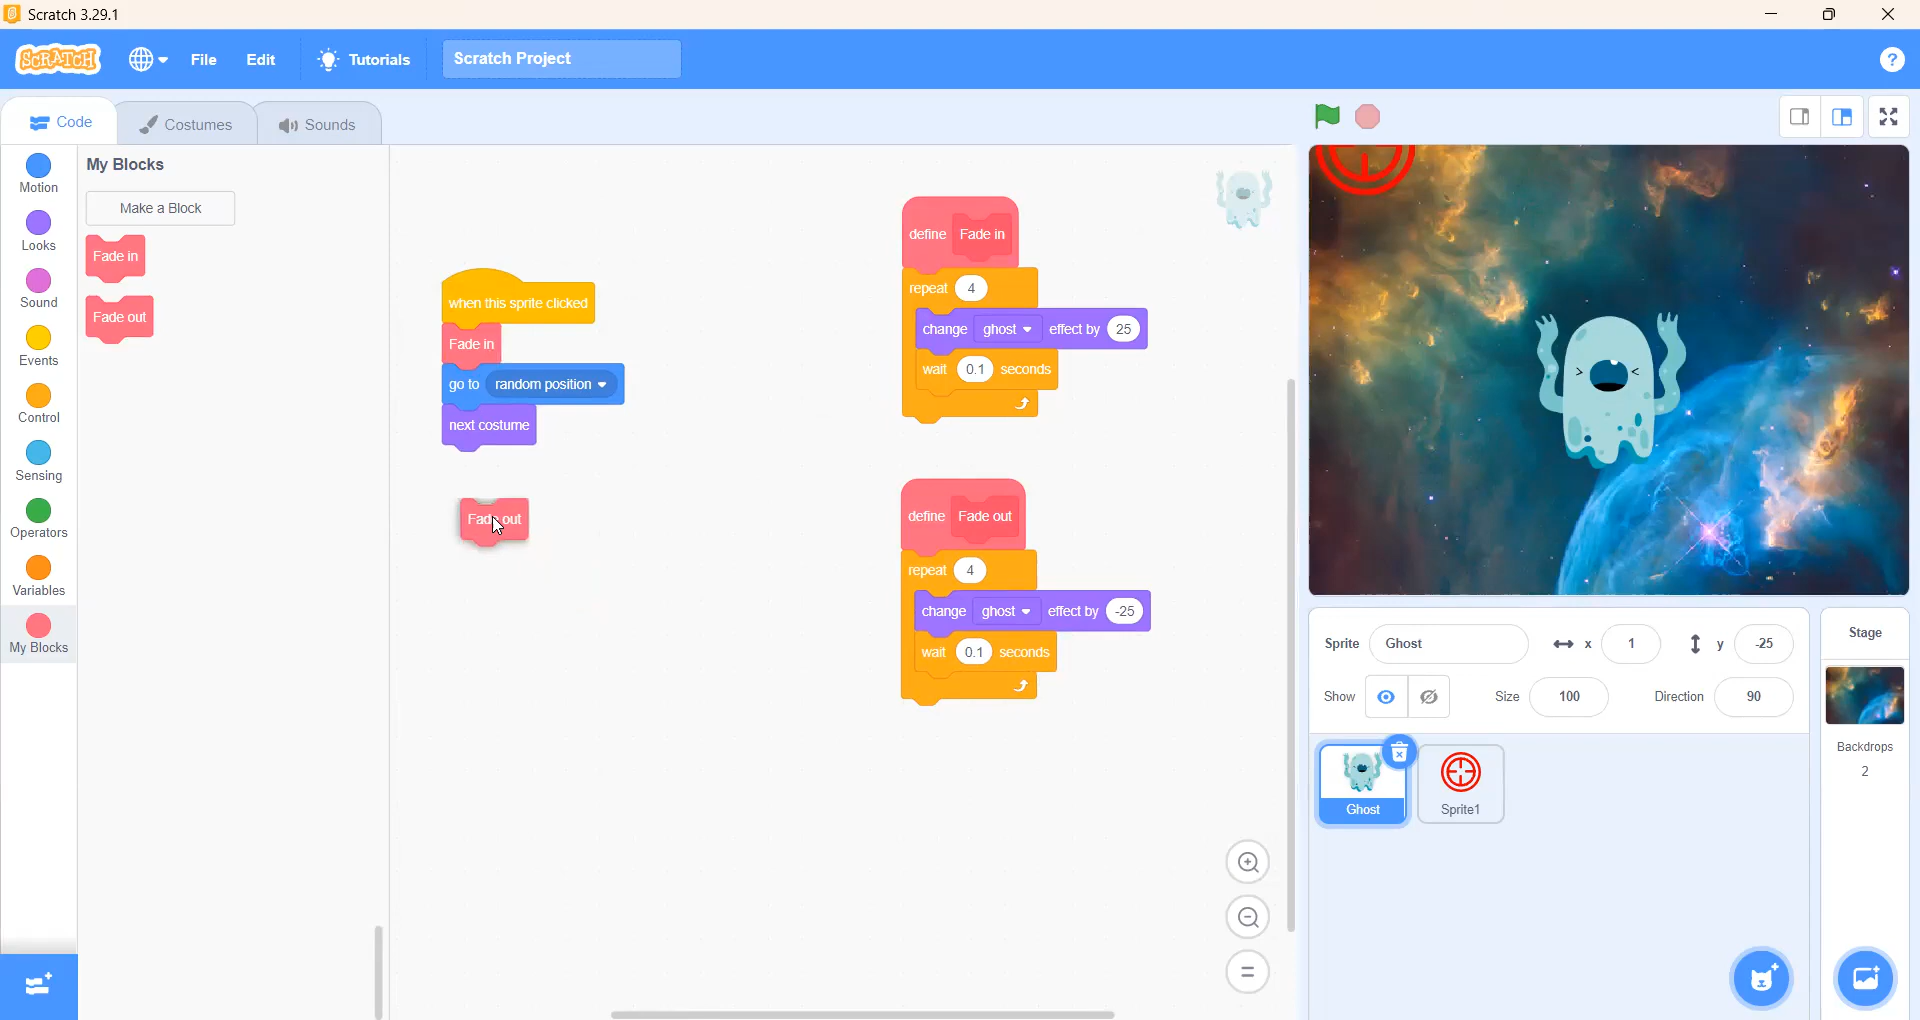 Scratch 3.29.1
SCRATCH
File
Edit
Tutorials
Scratch Project
?
Code
Costumes
Sounds
Motion
Looks
Sound
Events
Control
Sensing
Operators
Variables
My Blocks
My Blocks
Make a Block
Fade in
Fade out
when this sprite clicked
Fade in
go to random position
next costume
Fade out
define Fade in
repeat 4
change ghost effect by 25
wait 0.1 seconds
define Fade out
repeat 4
change ghost effect by -25
wait 0.1 seconds
Sprite Ghost x 1 y -25
Show Size 100 Direction 90
Ghost
Sprite1
Stage
Backdrops
2